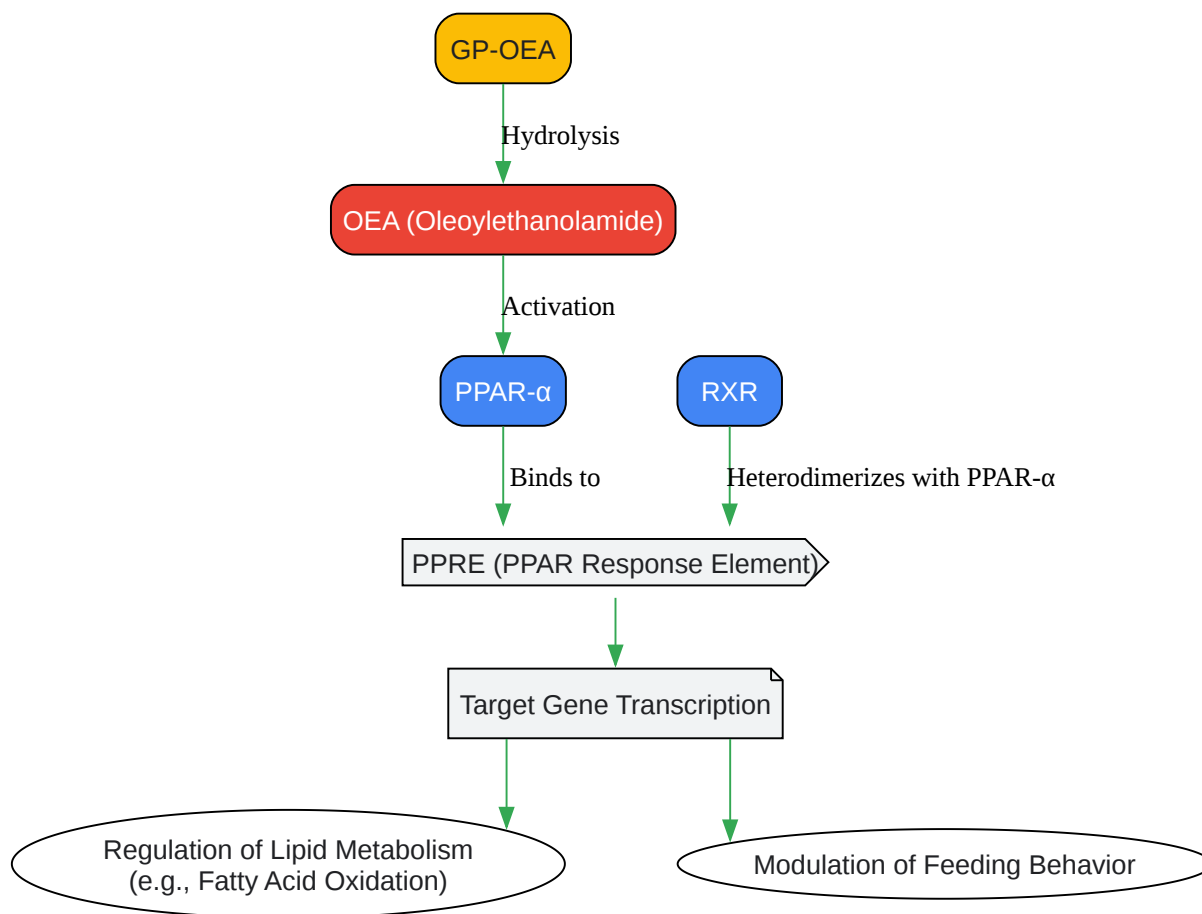 GP-OEA
Hydrolysis
OEA (Oleoylethanolamide)
Activation
PPAR-α
RXR
Binds to
Heterodimerizes with PPAR-α
PPRE (PPAR Response Element)
Target Gene Transcription
Regulation of Lipid Metabolism
(e.g., Fatty Acid Oxidation)
Modulation of Feeding Behavior